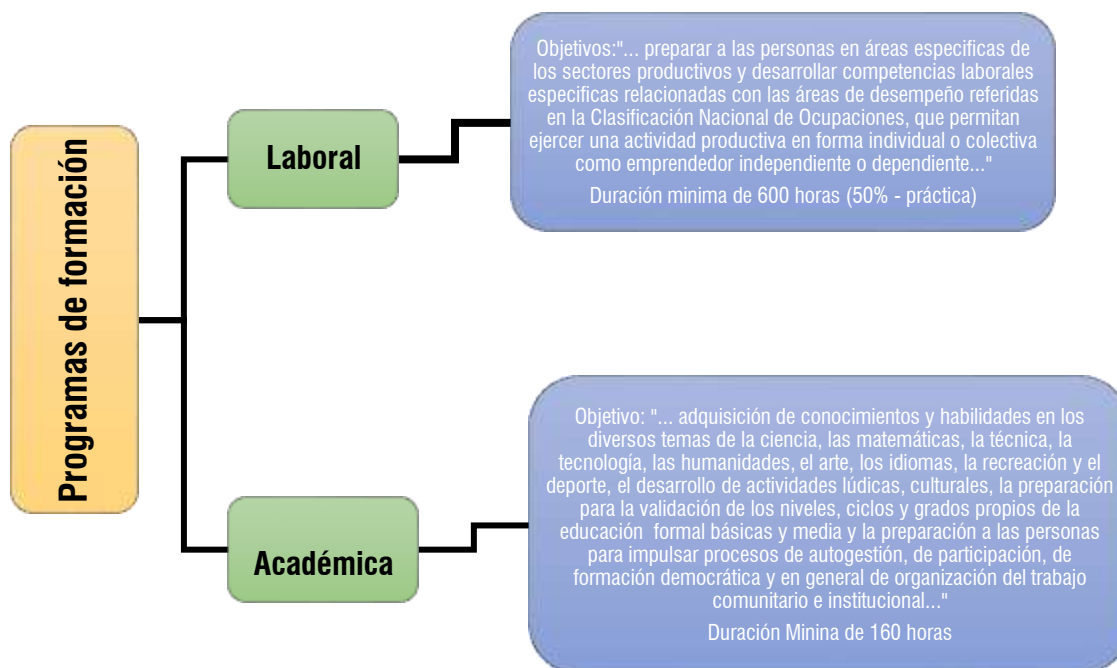 Programas de formación
Laboral
Objetivos:"... preparar a las personas en áreas especificas de
los sectores productivos y desarrollar competencias laborales
especificas relacionadas con las áreas de desempeño referidas
en la Clasificación Nacional de Ocupaciones, que permitan
ejercer una actividad productiva en forma individual o colectiva
como emprendedor independiente o dependiente..."
Duración minima de 600 horas (50% - práctica)
Académica
Objetivo: "... adquisición de conocimientos y habilidades en los
diversos temas de la ciencia, las matemáticas, la técnica, la
tecnología, las humanidades, el arte, los idiomas, la recreación y el
deporte, el desarrollo de actividades lúdicas, culturales, la preparación
para la validación de los niveles, ciclos y grados propios de la
educación formal básicas y media y la preparación a las personas
para impulsar procesos de autogestión, de participación, de
formación democrática y en general de organización del trabajo
comunitario e institucional..."
Duración Minina de 160 horas